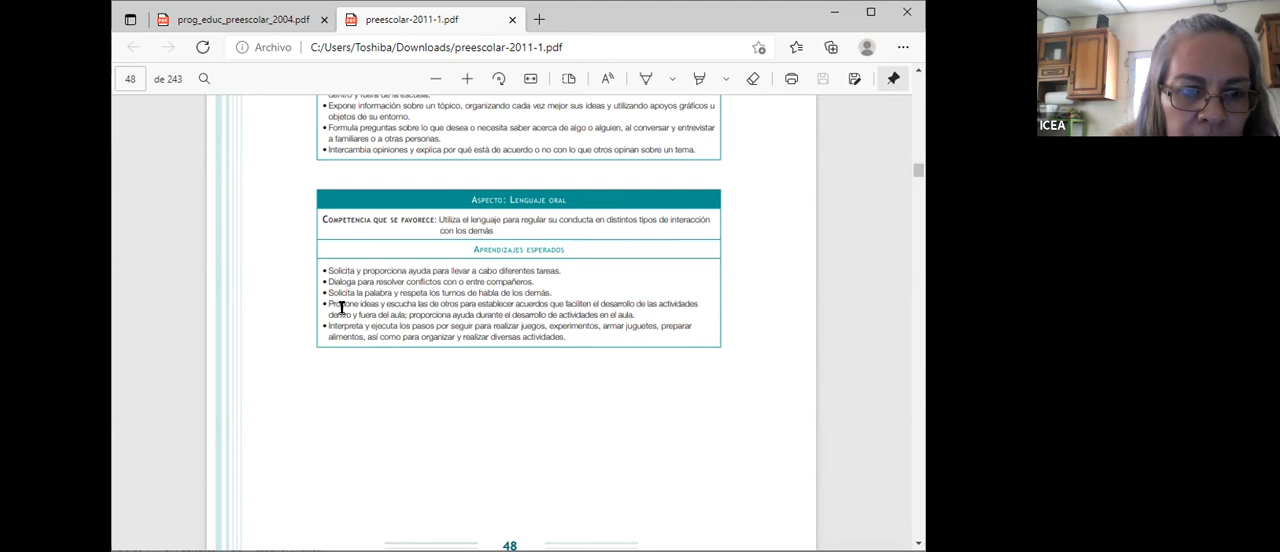 prog_educ_preescolar_2004.pdf
preescolar-2011-1.pdf
Archivo
C:/Users/Toshiba/Downloads/preescolar-2011-1.pdf
48 de 243
dentro y fuera de la escuela.
• Expone información sobre un tópico, organizando cada vez mejor sus ideas y utilizando apoyos gráficos u
objetos de su entorno.
• Formula preguntas sobre lo que desea o necesita saber acerca de algo o alguien, al conversar y entrevistar
a familiares o a otras personas.
• Intercambia opiniones y explica por qué está de acuerdo o no con lo que otros opinan sobre un tema.
Aspecto: Lenguaje oral
Competencia que se favorece: Utiliza el lenguaje para regular su conducta en distintos tipos de interacción
con los demás
Aprendizajes esperados
• Solicita y proporciona ayuda para llevar a cabo diferentes tareas.
• Dialoga para resolver conflictos con o entre compañeros.
• Solicita la palabra y respeta los turnos de habla de los demás.
• Propone ideas y escucha las de otros para establecer acuerdos que faciliten el desarrollo de las actividades
dentro y fuera del aula; proporciona ayuda durante el desarrollo de actividades en el aula.
• Interpreta y ejecuta los pasos por seguir para realizar juegos, experimentos, armar juguetes, preparar
alimentos, así como para organizar y realizar diversas actividades.
48
ICEA